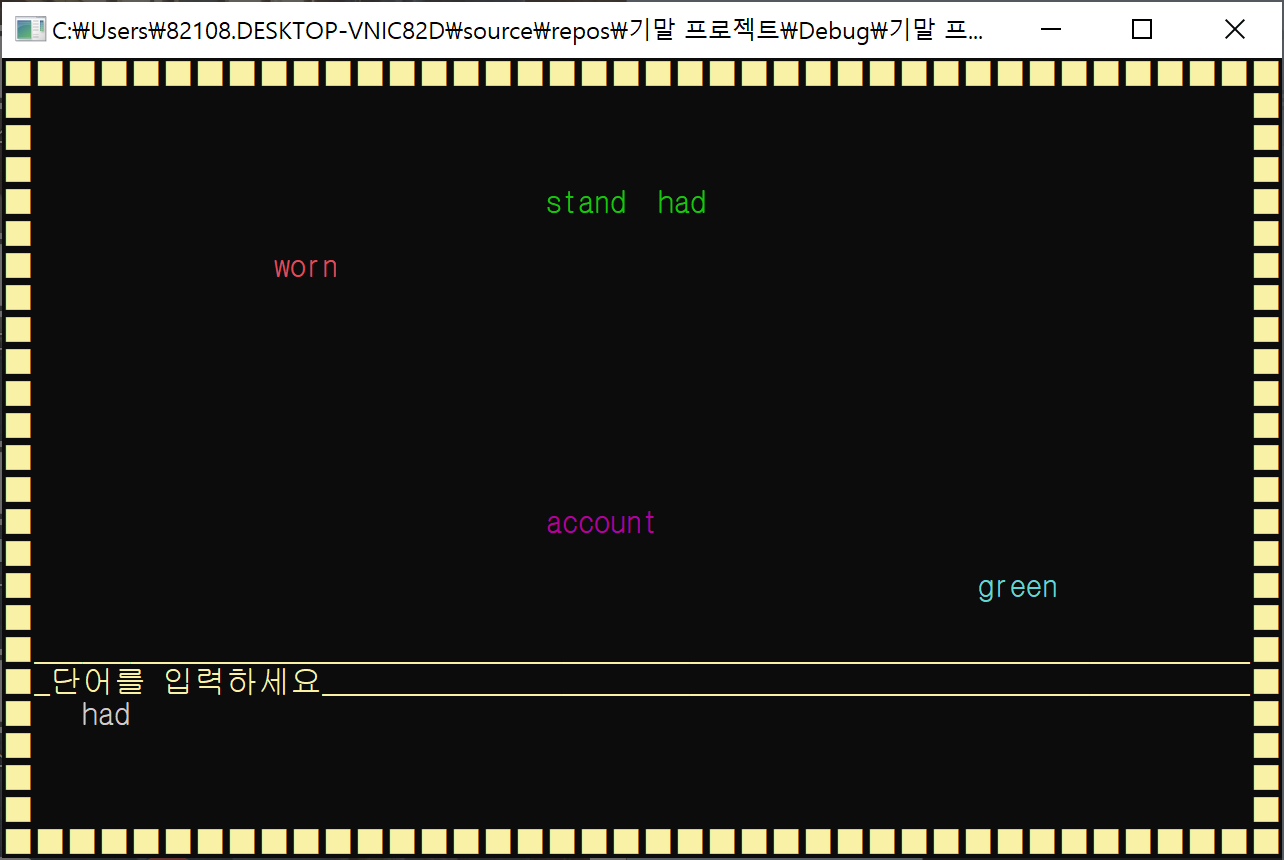 C:₩Users₩82108.DESKTOP-VNIC82D₩source₩repos₩기말 프로젝트₩Debug₩기말 프...
stand had
worn
account
green
_단어를 입력하세요_
had